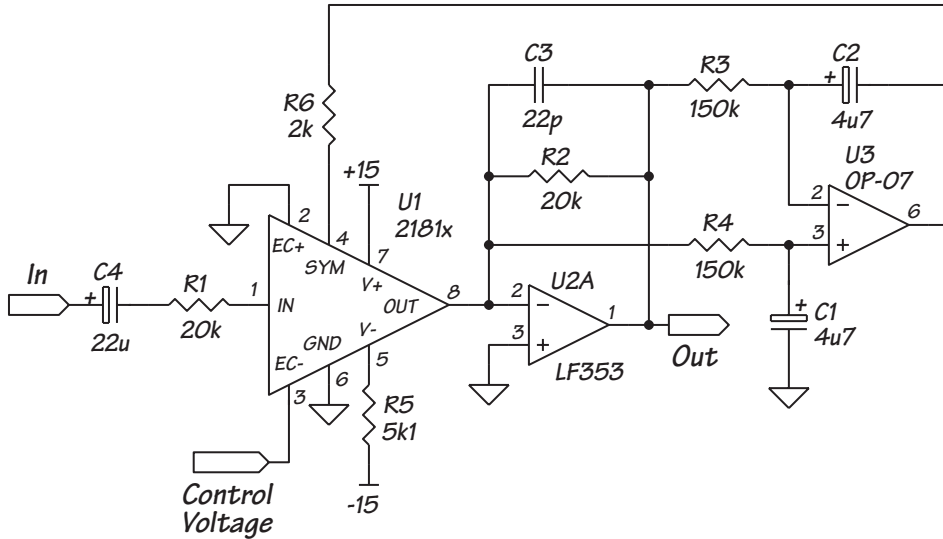 C3
22p
R3
150k
C2
+
4u7
R6
2k
R2
20k
U3
OP-07
+15
U1
2181x
2
EC+
4
SYM
7
V+
2
3
6
R4
150k
In
C4
+
22u
R1
20k
1
IN
OUT
8
U2A
2
3
1
Out
LF353
+
C1
4u7
V-
5
GND
6
EC-
3
R5
5k1
-15
Control
Voltage